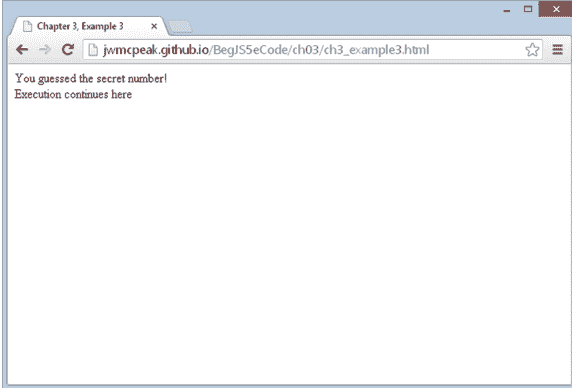 Chapter 3, Example 3
jwmcpeak.github.io/BegJS5eCode/ch03/ch3_example3.html
You guessed the secret number!
Execution continues here